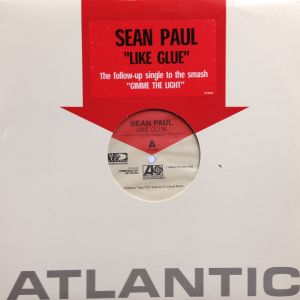 SEAN PAUL
"LIKE GLUE"
The follow-up single to the smash
"GIMME THE LIGHT"
SEAN PAUL
LIKE GLUE
A
ATLANTIC
ATLANTIC